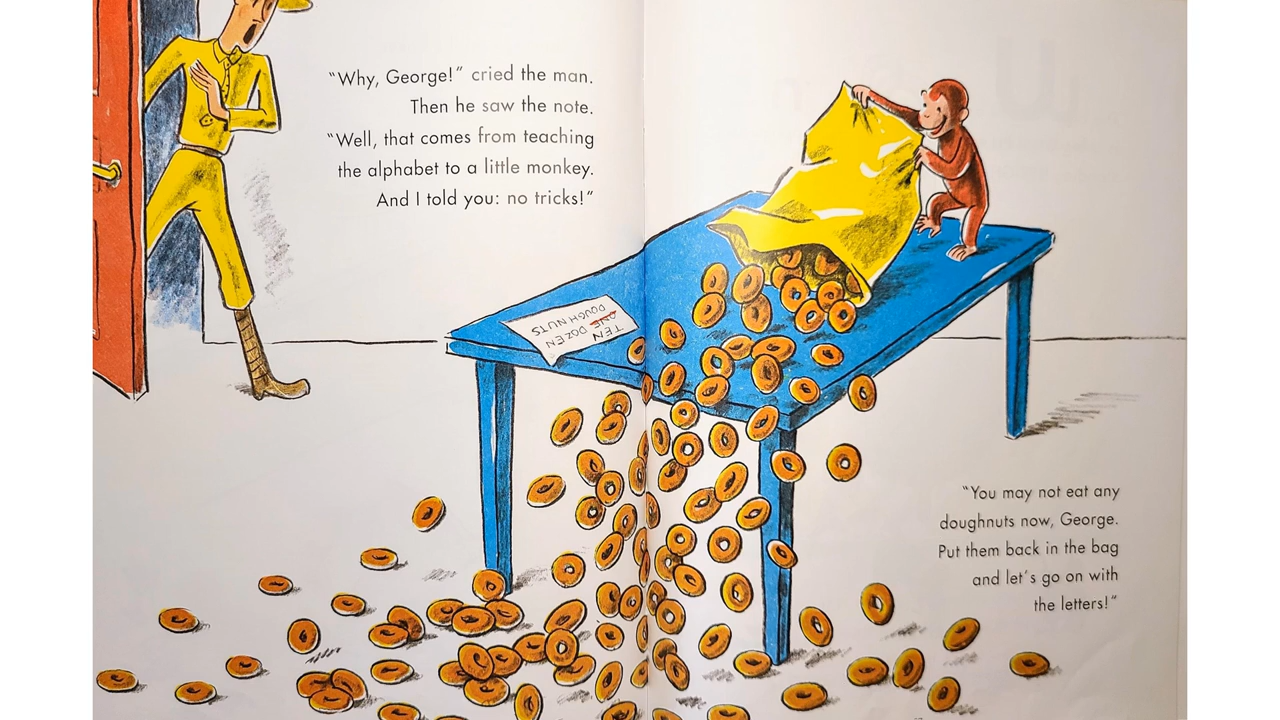 “Why, George!” cried the man.
Then he saw the note.
“Well, that comes from teaching
the alphabet to a little monkey.
And I told you: no tricks!”
TEN
ONE DOZEN
DOUGHNUTS
“You may not eat any
doughnuts now, George.
Put them back in the bag
and let’s go on with
the letters!”